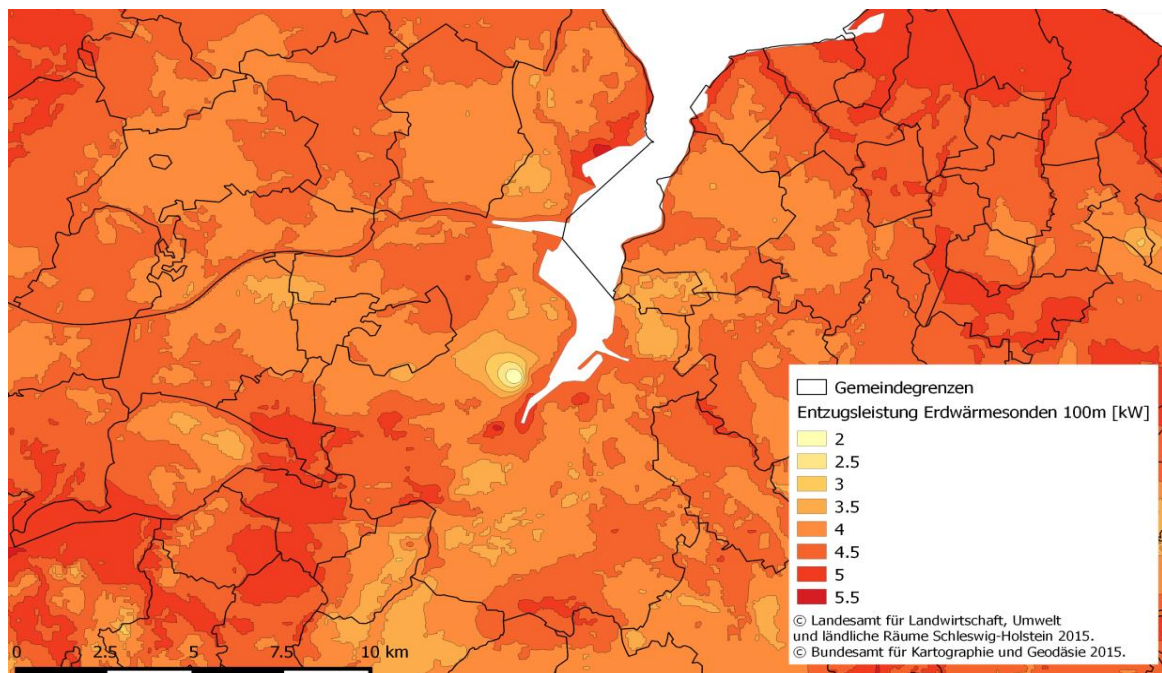 Gemeindegrenzen
Entzugsleistung Erdwärmesonden 100m [kW]
2
2.5
3
3.5
4
4.5
5
5.5
© Landesamt für Landwirtschaft, Umwelt
und ländliche Räume Schleswig-Holstein 2015.
© Bundesamt für Kartographie und Geodäsie 2015.
0 2.5 5 7.5 10 km